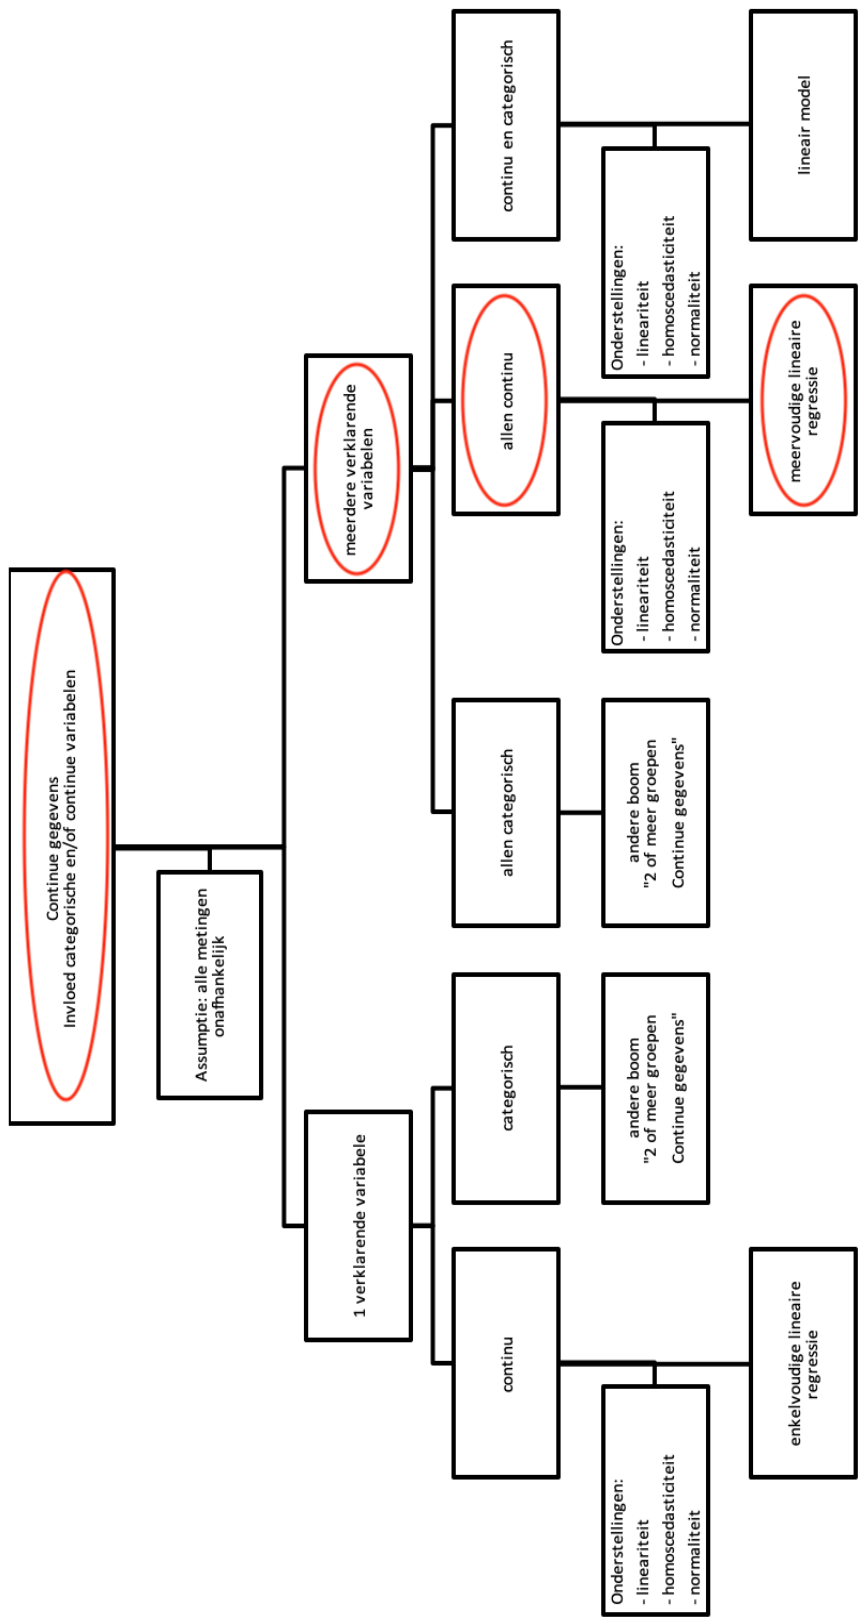 Continue gegevens
Invloed categorische en/of continue variabelen
Assumptie: alle metingen
onafhankelijk
1 verklarende variabele
meerdere verklarende
variabelen
continu
categorisch
allen categorisch
allen continu
continu en categorisch
Onderstellingen:
- lineariteit
- homoscedasticiteit
- normaliteit
andere boom
"2 of meer groepen
Continue gegevens"
andere boom
"2 of meer groepen
Continue gegevens"
Onderstellingen:
- lineariteit
- homoscedasticiteit
- normaliteit
Onderstellingen:
- lineariteit
- homoscedasticiteit
- normaliteit
enkelvoudige lineaire
regressie
meervoudige lineaire
regressie
lineair model